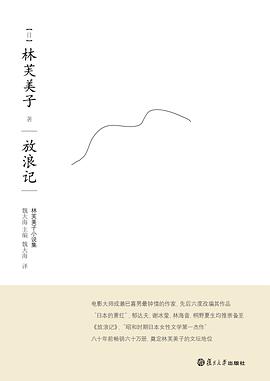 【日】
林芙美子
著
放浪记
林芙美子小说集
魏大海 主编 魏大海 译
电影大师成濑巳喜男最钟情的作家，先后六度改编其作品
“日本的萧红”，郁达夫、谢冰莹、林海音、桐野夏生均推崇备至
《放浪记》，“昭和时期日本女性文学第一杰作”
八十年前畅销六十万册，奠定林芙美子的文坛地位
复旦大学出版社